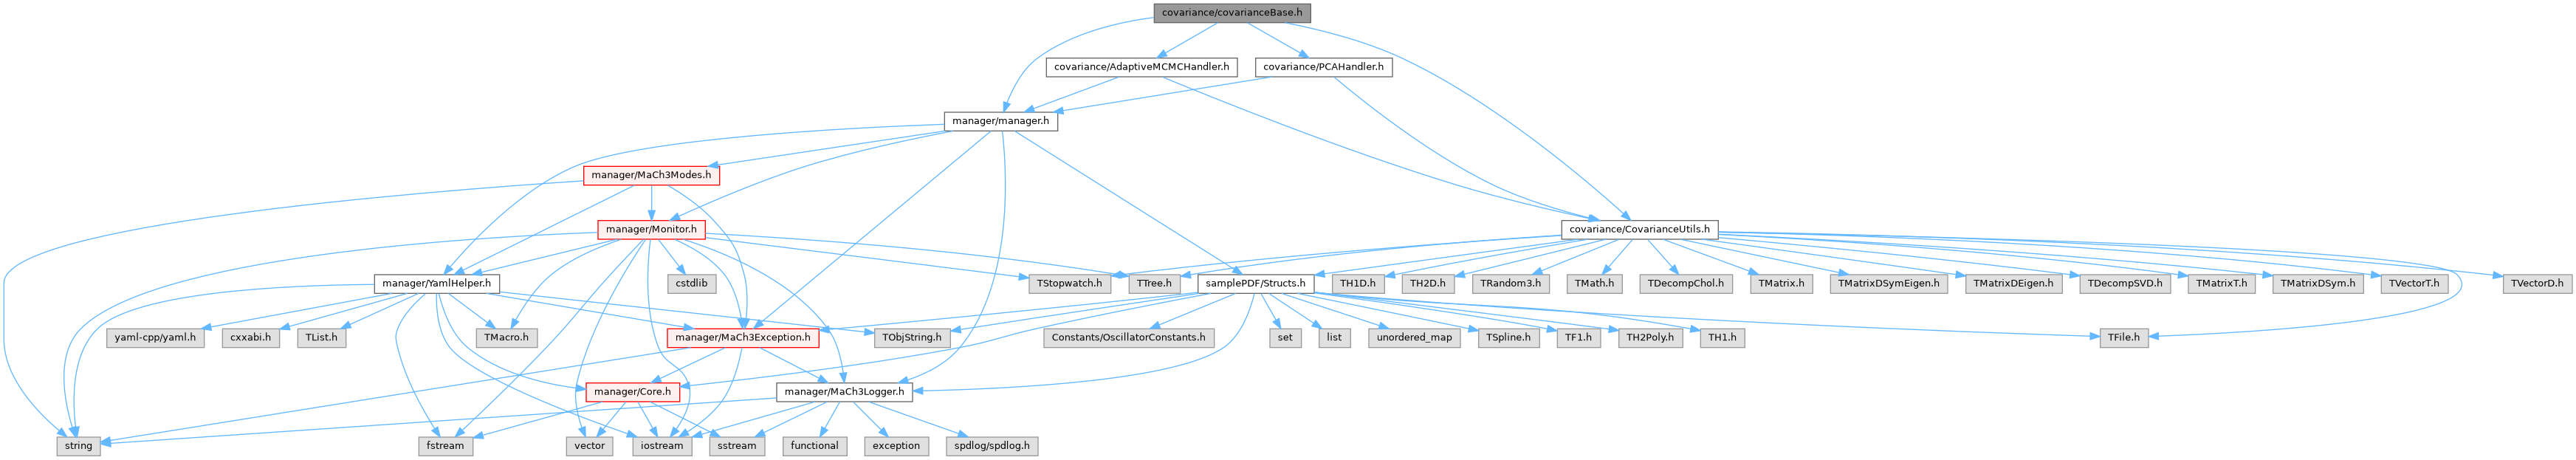 covariance/covarianceBase.h
covariance/AdaptiveMCMCHandler.h
covariance/PCAHandler.h
manager/manager.h
manager/MaCh3Modes.h
manager/Monitor.h
covariance/CovarianceUtils.h
manager/YamlHelper.h
cstdlib
TStopwatch.h
TTree.h
samplePDF/Structs.h
TH1D.h
TH2D.h
TRandom3.h
TMath.h
TDecompChol.h
TMatrix.h
TMatrixDSymEigen.h
TMatrixDEigen.h
TDecompSVD.h
TMatrixT.h
TMatrixDSym.h
TVectorT.h
TVectorD.h
yaml-cpp/yaml.h
cxxabi.h
TList.h
TMacro.h
manager/MaCh3Exception.h
TObjString.h
Constants/OscillatorConstants.h
set
list
unordered_map
TSpline.h
TF1.h
TH2Poly.h
TH1.h
TFile.h
manager/Core.h
manager/MaCh3Logger.h
string
fstream
vector
iostream
sstream
functional
exception
spdlog/spdlog.h